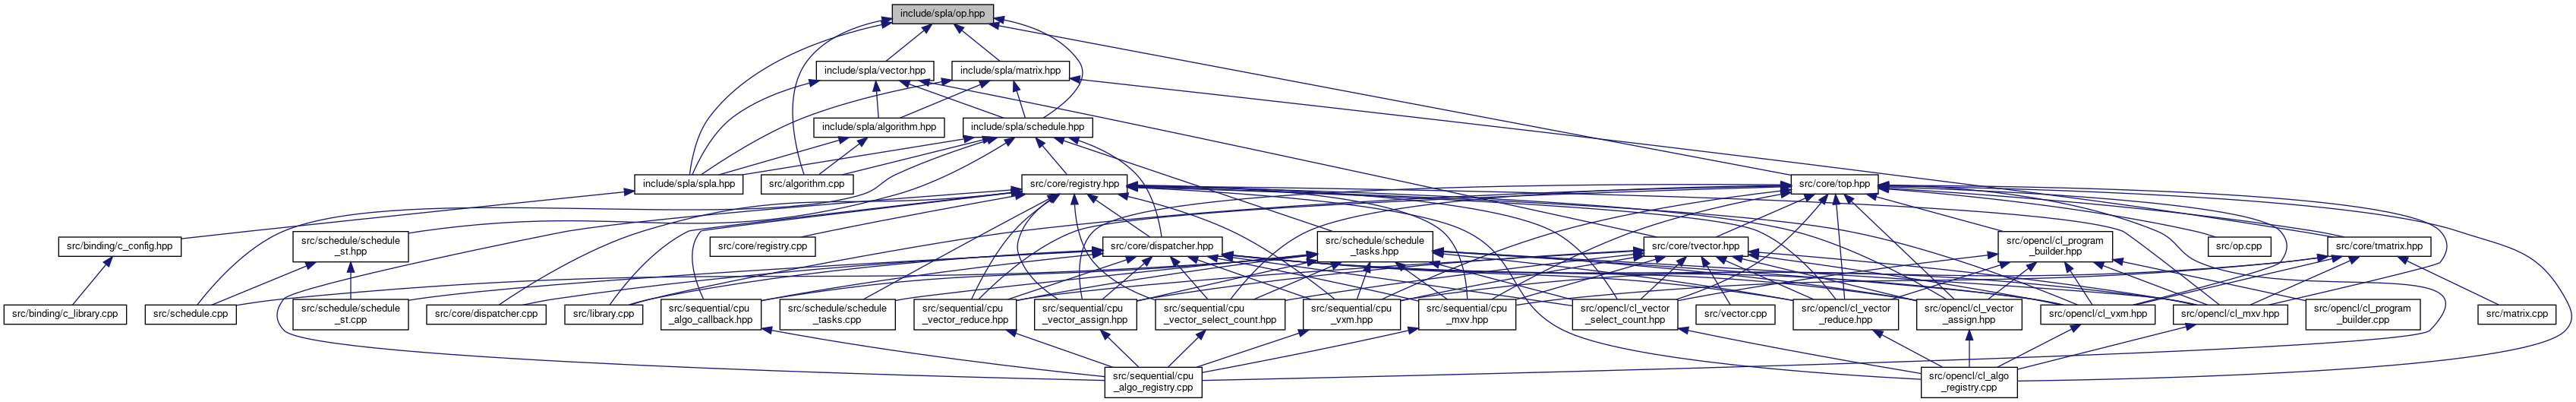 include/spla/op.hpp
include/spla/vector.hpp
include/spla/matrix.hpp
include/spla/algorithm.hpp
include/spla/schedule.hpp
include/spla/spla.hpp
src/algorithm.cpp
src/core/registry.hpp
src/core/top.hpp
src/binding/c_config.hpp
src/schedule/schedule
_st.hpp
src/core/registry.cpp
src/core/dispatcher.hpp
src/schedule/schedule
_tasks.hpp
src/core/tvector.hpp
src/opencl/cl_program
_builder.hpp
src/op.cpp
src/core/tmatrix.hpp
src/binding/c_library.cpp
src/schedule.cpp
src/schedule/schedule
_st.cpp
src/core/dispatcher.cpp
src/library.cpp
src/sequential/cpu
_algo_callback.hpp
src/schedule/schedule
_tasks.cpp
src/sequential/cpu
_vector_reduce.hpp
src/sequential/cpu
_vector_assign.hpp
src/sequential/cpu
_vector_select_count.hpp
src/sequential/cpu
_vxm.hpp
src/sequential/cpu
_mxv.hpp
src/opencl/cl_vector
_select_count.hpp
src/vector.cpp
src/opencl/cl_vector
_reduce.hpp
src/opencl/cl_vector
_assign.hpp
src/opencl/cl_vxm.hpp
src/opencl/cl_mxv.hpp
src/opencl/cl_program
_builder.cpp
src/matrix.cpp
src/sequential/cpu
_algo_registry.cpp
src/opencl/cl_algo
_registry.cpp